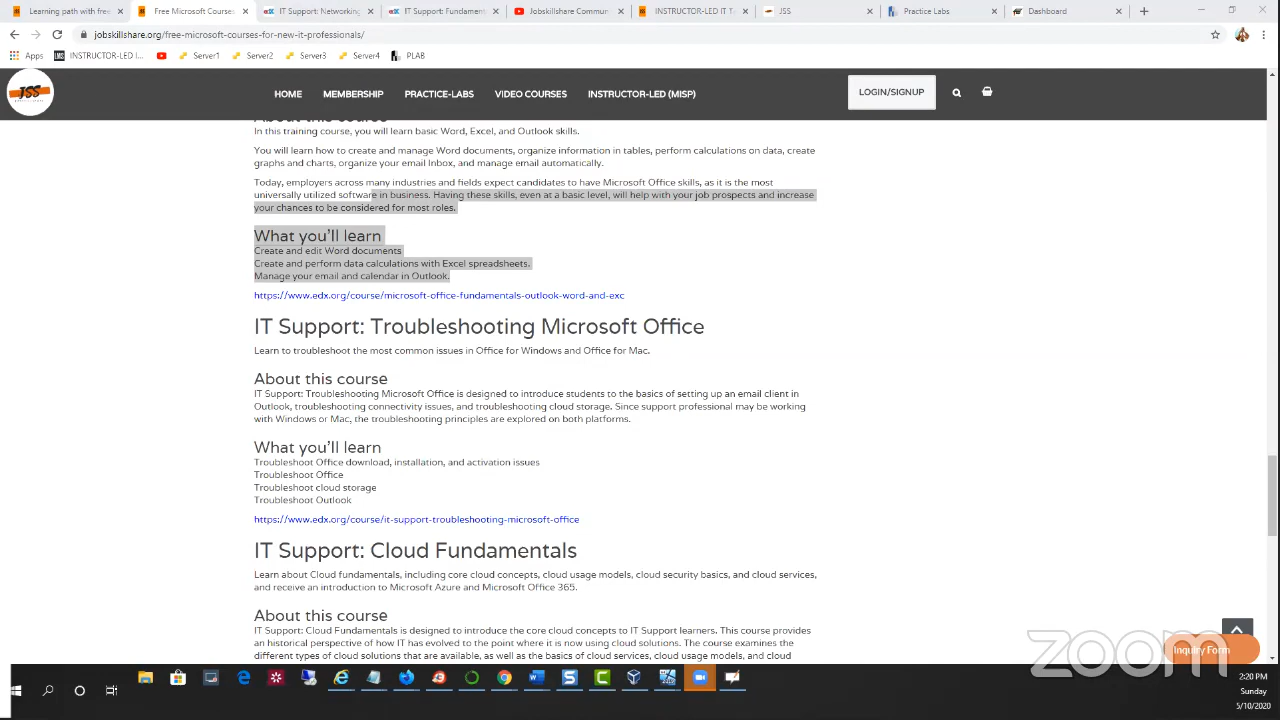 Learning path with free
Free Microsoft Courses
IT Support: Networking
IT Support: Fundament
Jobskillshare Commun
INSTRUCTOR-LED IT T
JSS
Practice Labs
Dashboard
jobskillshare.org/free-microsoft-courses-for-new-it-professionals/
Apps
LMS
INSTRUCTOR-LED I...
Server1
Server2
Server3
Server4
PLAB
JSS
HOME
MEMBERSHIP
PRACTICE-LABS
VIDEO COURSES
INSTRUCTOR-LED (MISP)
LOGIN/SIGNUP
About this course
In this training course, you will learn basic Word, Excel, and Outlook skills.
You will learn how to create and manage Word documents, organize information in tables, perform calculations on data, create
graphs and charts, organize your email Inbox, and manage email automatically.
Today, employers across many industries and fields expect candidates to have Microsoft Office skills, as it is the most
universally utilized software in business. Having these skills, even at a basic level, will help with your job prospects and increase
your chances to be considered for most roles.
What you'll learn
Create and edit Word documents
Create and perform data calculations with Excel spreadsheets.
Manage your email and calendar in Outlook.
https://www.edx.org/course/microsoft-office-fundamentals-outlook-word-and-exc
IT Support: Troubleshooting Microsoft Office
Learn to troubleshoot the most common issues in Office for Windows and Office for Mac.
About this course
IT Support: Troubleshooting Microsoft Office is designed to introduce students to the basics of setting up an email client in
Outlook, troubleshooting connectivity issues, and troubleshooting cloud storage. Since support professional may be working
with Windows or Mac, the troubleshooting principles are explored on both platforms.
What you'll learn
Troubleshoot Office download, installation, and activation issues
Troubleshoot Office
Troubleshoot cloud storage
Troubleshoot Outlook
https://www.edx.org/course/it-support-troubleshooting-microsoft-office
IT Support: Cloud Fundamentals
Learn about Cloud fundamentals, including core cloud concepts, cloud usage models, cloud security basics, and cloud services,
and receive an introduction to Microsoft Azure and Microsoft Office 365.
About this course
IT Support: Cloud Fundamentals is designed to introduce the core cloud concepts to IT Support learners. This course provides
an historical perspective of how IT has evolved to the point where it is now using cloud solutions. The course examines the
different types of cloud solutions that are available, as well as the basics of cloud services, cloud usage models, and cloud
zoom
Inquiry Form
2:20 PM
Sunday
5/10/2020